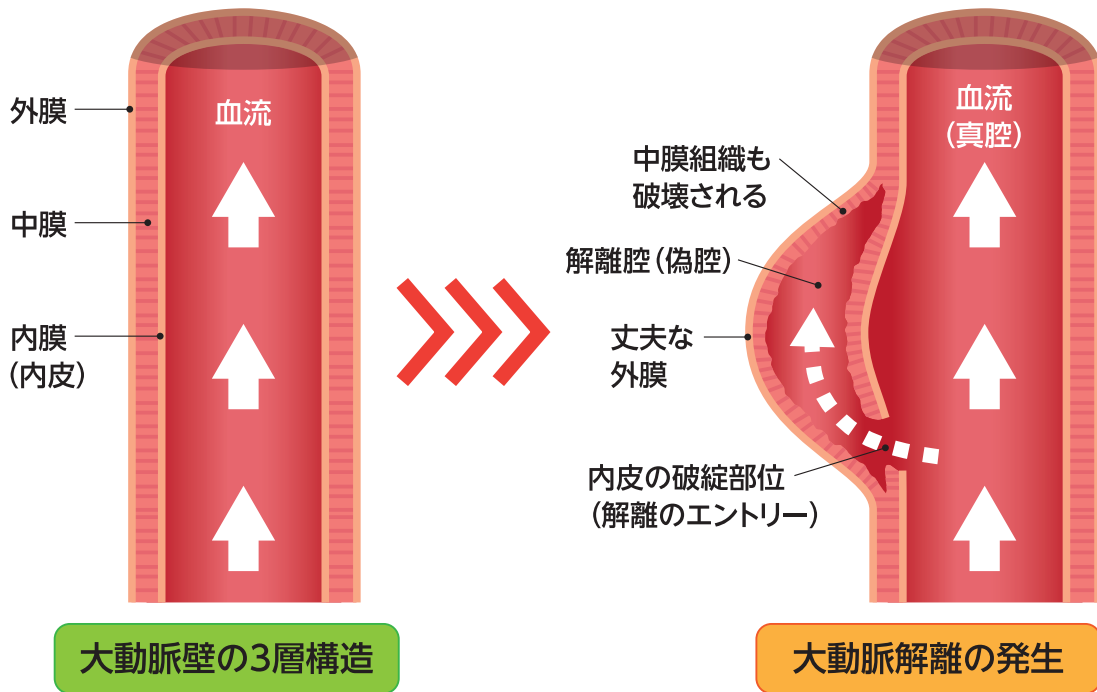 外膜
血流
中膜
内膜
(内皮)
大動脈壁の3層構造
血流
(真腔)
中膜組織も
破壊される
解離腔(偽腔)
丈夫な
外膜
内皮の破綻部位
(解離のエントリー)
大動脈解離の発生